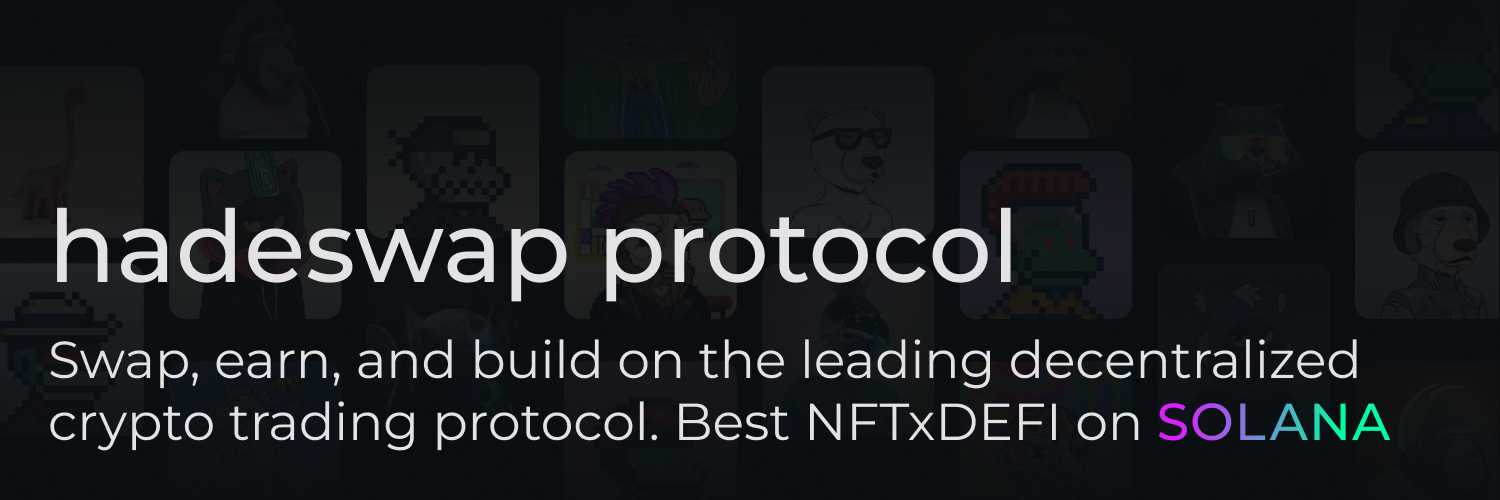 hadeswap protocol
Swap, earn, and build on the leading decentralized
crypto trading protocol. Best NFTxDEFI on SOLANA